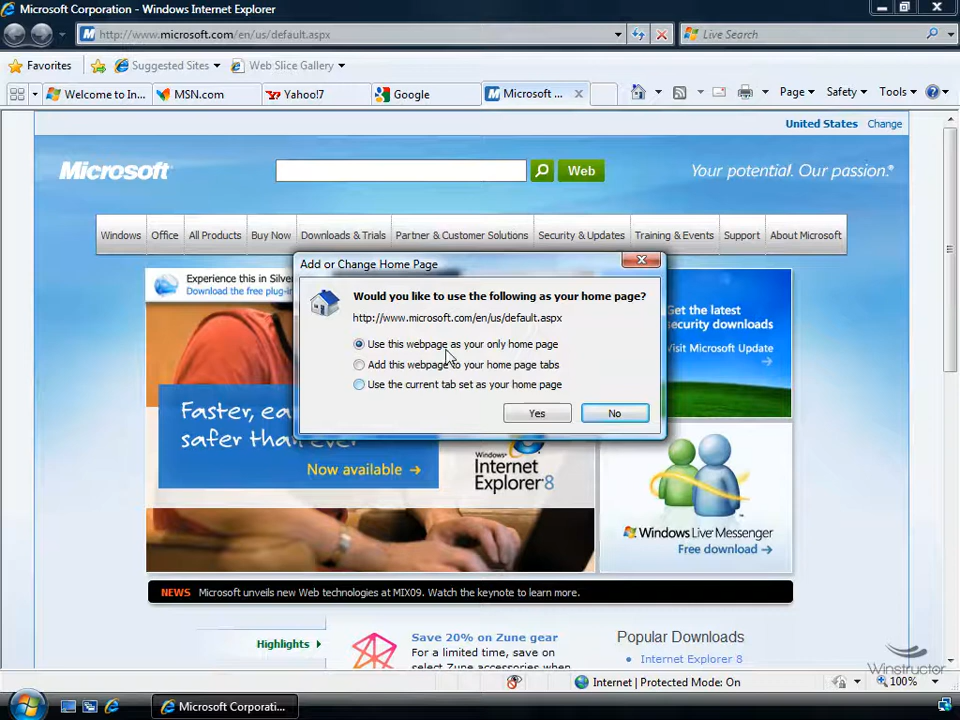 Microsoft Corporation - Windows Internet Explorer
http://www.microsoft.com/en/us/default.aspx
Live Search
Favorites
Suggested Sites
Web Slice Gallery
Welcome to In...
MSN.com
Yahoo!7
Google
Microsoft ...
Page
Safety
Tools
United States
Change
Microsoft
Web
Your potential. Our passion.®
Windows
Office
All Products
Buy Now
Downloads & Trials
Partner & Customer Solutions
Security & Updates
Training & Events
Support
About Microsoft
Experience this in Silver
Download the free plug-in
Add or Change Home Page
Would you like to use the following as your home page?
http://www.microsoft.com/en/us/default.aspx
Use this webpage as your only home page
Add this webpage to your home page tabs
Use the current tab set as your home page
Yes
No
Get the latest
security downloads
Visit Microsoft Update
Faster, ea
safer than ever
Now available
Windows®
Internet
Explorer 8
Windows Live Messenger
Free download
NEWS Microsoft unveils new Web technologies at MIX09. Watch the keynote to learn more.
Highlights
Save 20% on Zune gear
For a limited time, save on
select Zune accessories when
Popular Downloads
Internet Explorer 8
Winstructor
Internet | Protected Mode: On
100%
Microsoft Corporati...